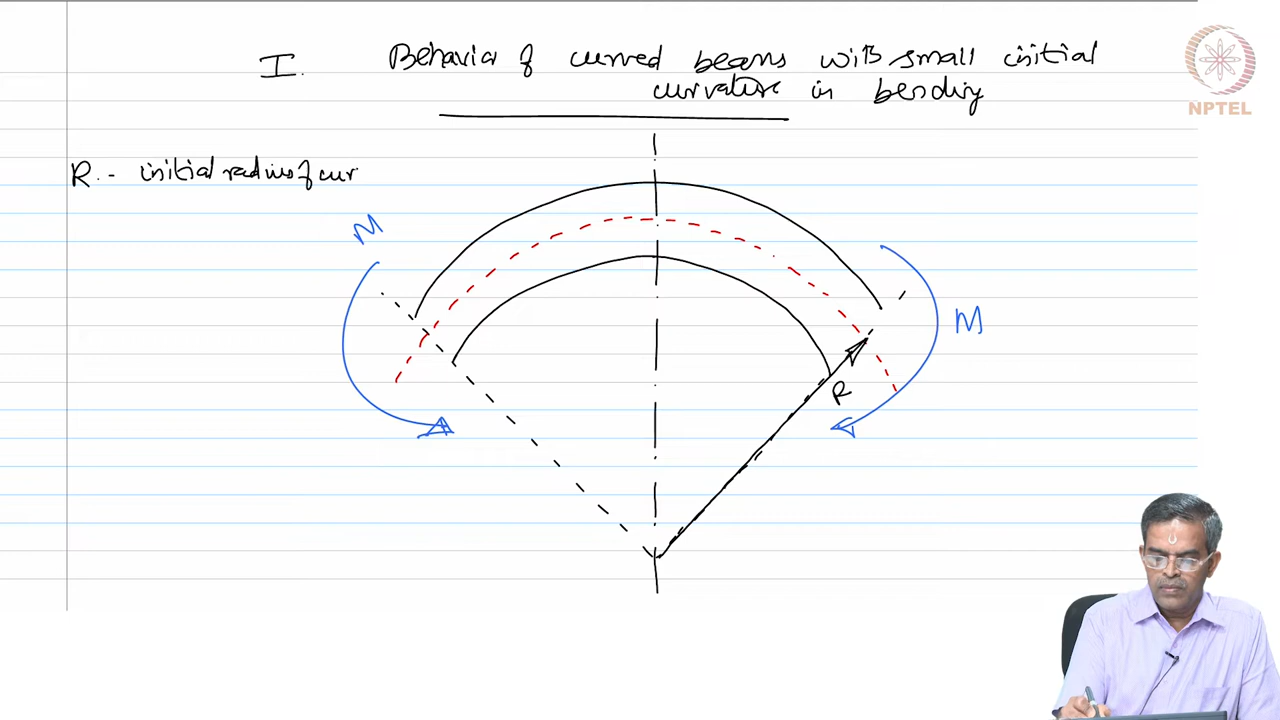 I. Behavior of curved beams with small initial
curvature in bending
NPTEL
R.- initial radius of cur
M
M
R